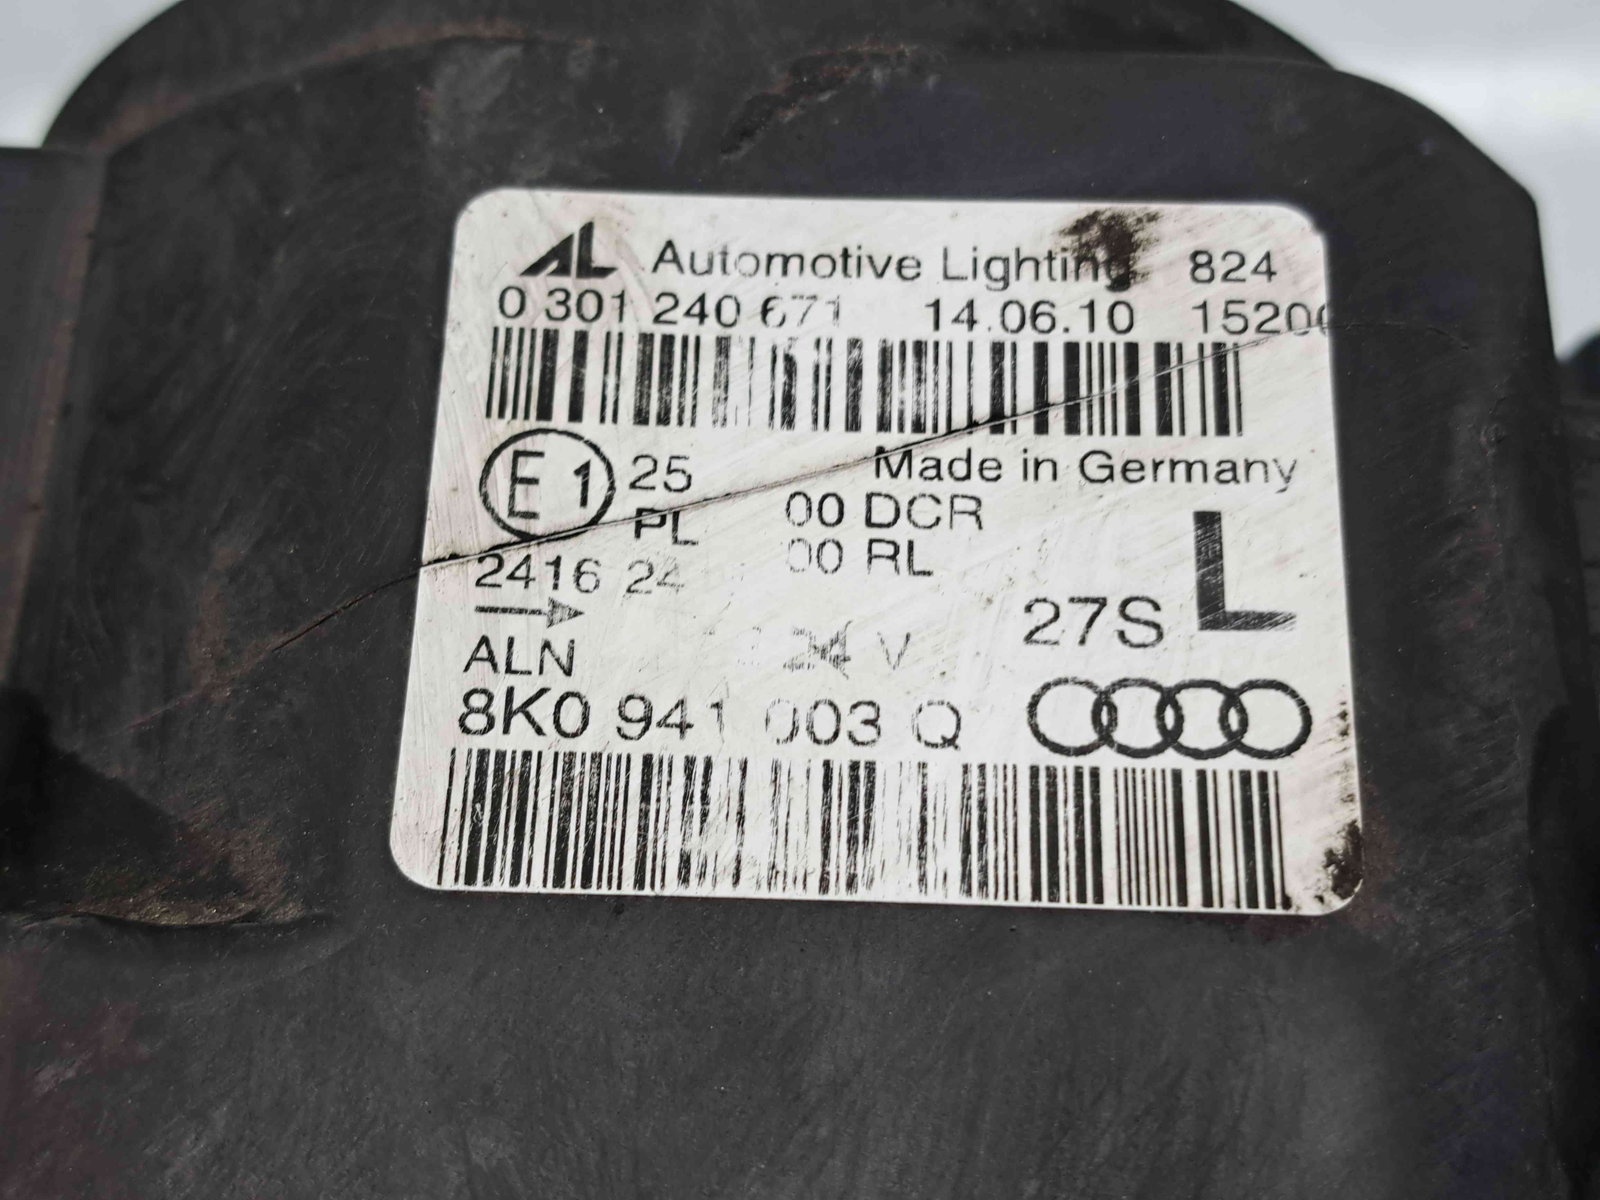 AL Automotive Lighting 824
0 301 240 671 14.06.10
E1 25 Made in Germany
PL 00 DCR
2416 24 00 RL
L
27S
ALN V
8K0 941 003 Q